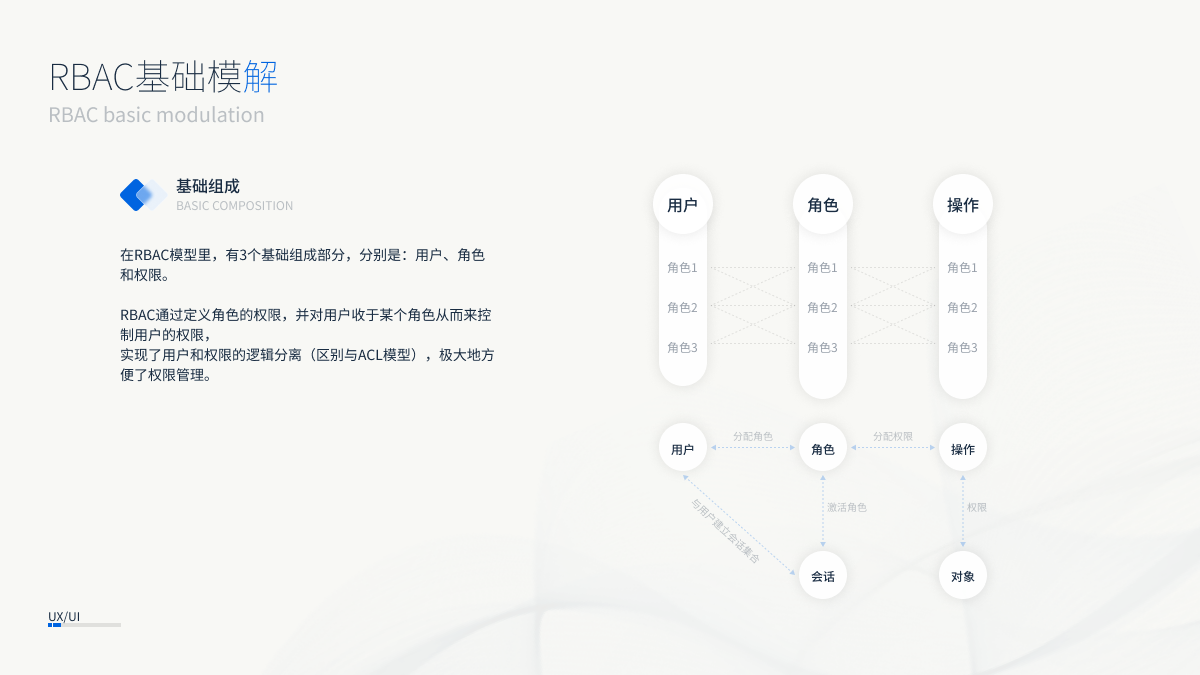 RBAC基础模解
RBAC basic modulation
基础组成
BASIC COMPOSITION
在RBAC模型里，有3个基础组成部分，分别是：用户、角色
和权限。
RBAC通过定义角色的权限，并对用户收于某个角色从而来控
制用户的权限，
实现了用户和权限的逻辑分离（区别与ACL模型），极大地方
便了权限管理。
用户
角色
操作
角色1
角色1
角色1
角色2
角色2
角色2
角色3
角色3
角色3
分配角色
分配权限
用户
角色
操作
与用户建立会话集合
激活角色
权限
会话
对象
UX/UI